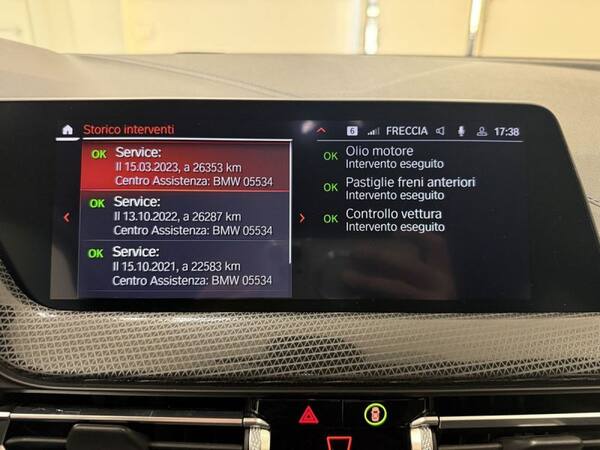 Storico interventi
6 FRECCIA 17:38
OK Service:
Il 15.03.2023, a 26353 km
Centro Assistenza: BMW 05534
OK Service:
Il 13.10.2022, a 26287 km
Centro Assistenza: BMW 05534
OK Service:
Il 15.10.2021, a 22583 km
Centro Assistenza: BMW 05534
OK Olio motore
Intervento eseguito
OK Pastiglie freni anteriori
Intervento eseguito
OK Controllo vettura
Intervento eseguito